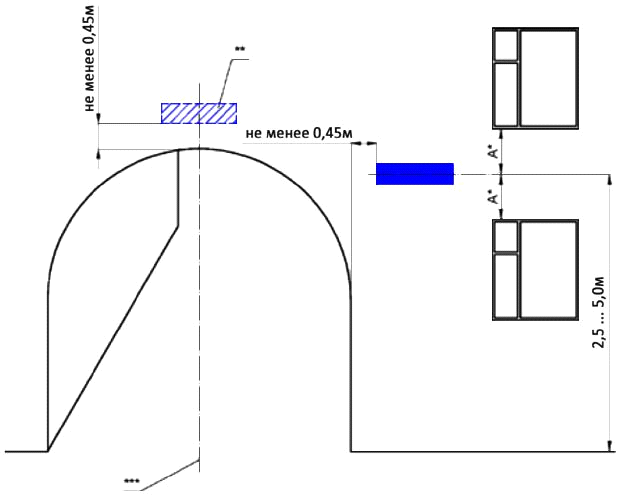 не менее 0,45м
**
не менее 0,45м
А*
А*
2,5 ... 5,0м
***